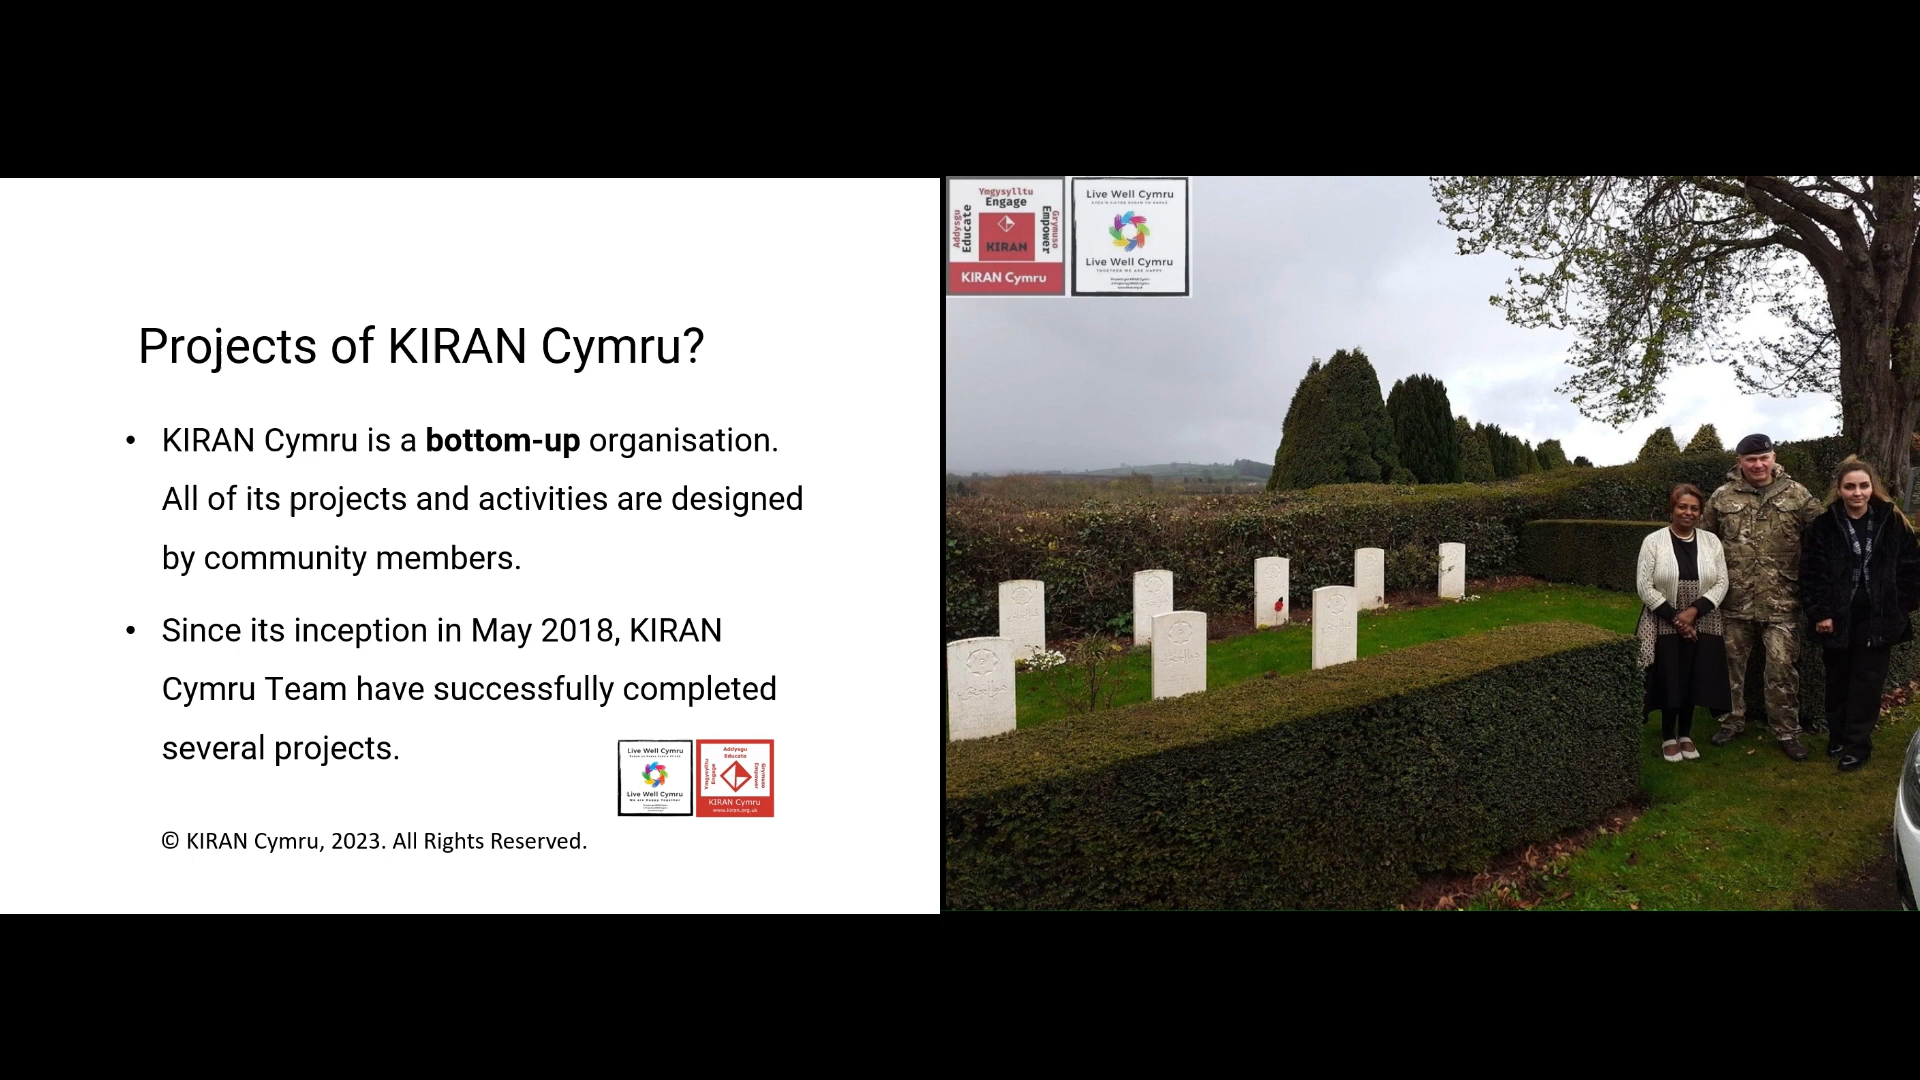 Projects of KIRAN Cymru?
• KIRAN Cymru is a bottom-up organisation.
All of its projects and activities are designed
by community members.
• Since its inception in May 2018, KIRAN
Cymru Team have successfully completed
several projects.
Live Well Cymru
Live Well Cymru
We are Happy Together
Addysgu
Educate
Ymgysylltu
Engage
Grymuso
Empower
KIRAN Cymru
www.kiran.org.uk
© KIRAN Cymru, 2023. All Rights Reserved.
Ymgysylltu
Engage
Addysgu
Educate
Grymuso
Empower
KIRAN
KIRAN Cymru
Live Well Cymru
Live Well Cymru
TOGETHER WE ARE HAPPY